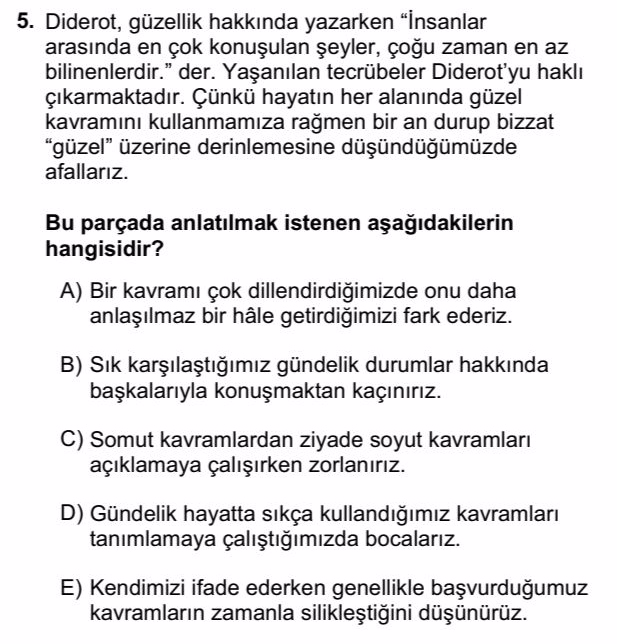 5. Diderot, güzellik hakkında yazarken “İnsanlar
arasında en çok konuşulan şeyler, çoğu zaman en az
bilinenlerdir.” der. Yaşanılan tecrübeler Diderot’yu haklı
çıkarmaktadır. Çünkü hayatın her alanında güzel
kavramını kullanmamıza rağmen bir an durup bizzat
“güzel” üzerine derinlemesine düşündüğümüzde
afallarız.
Bu parçada anlatılmak istenen aşağıdakilerin
hangisidir?
A) Bir kavramı çok dillendirdiğimizde onu daha
anlaşılmaz bir hâle getirdiğimizi fark ederiz.
B) Sık karşılaştığımız gündelik durumlar hakkında
başkalarıyla konuşmaktan kaçınırız.
C) Somut kavramlardan ziyade soyut kavramları
açıklamaya çalışırken zorlanırız.
D) Gündelik hayatta sıkça kullandığımız kavramları
tanımlamaya çalıştığımızda bocalarız.
E) Kendimizi ifade ederken genellikle başvurduğumuz
kavramların zamanla silikleştiğini düşünürüz.